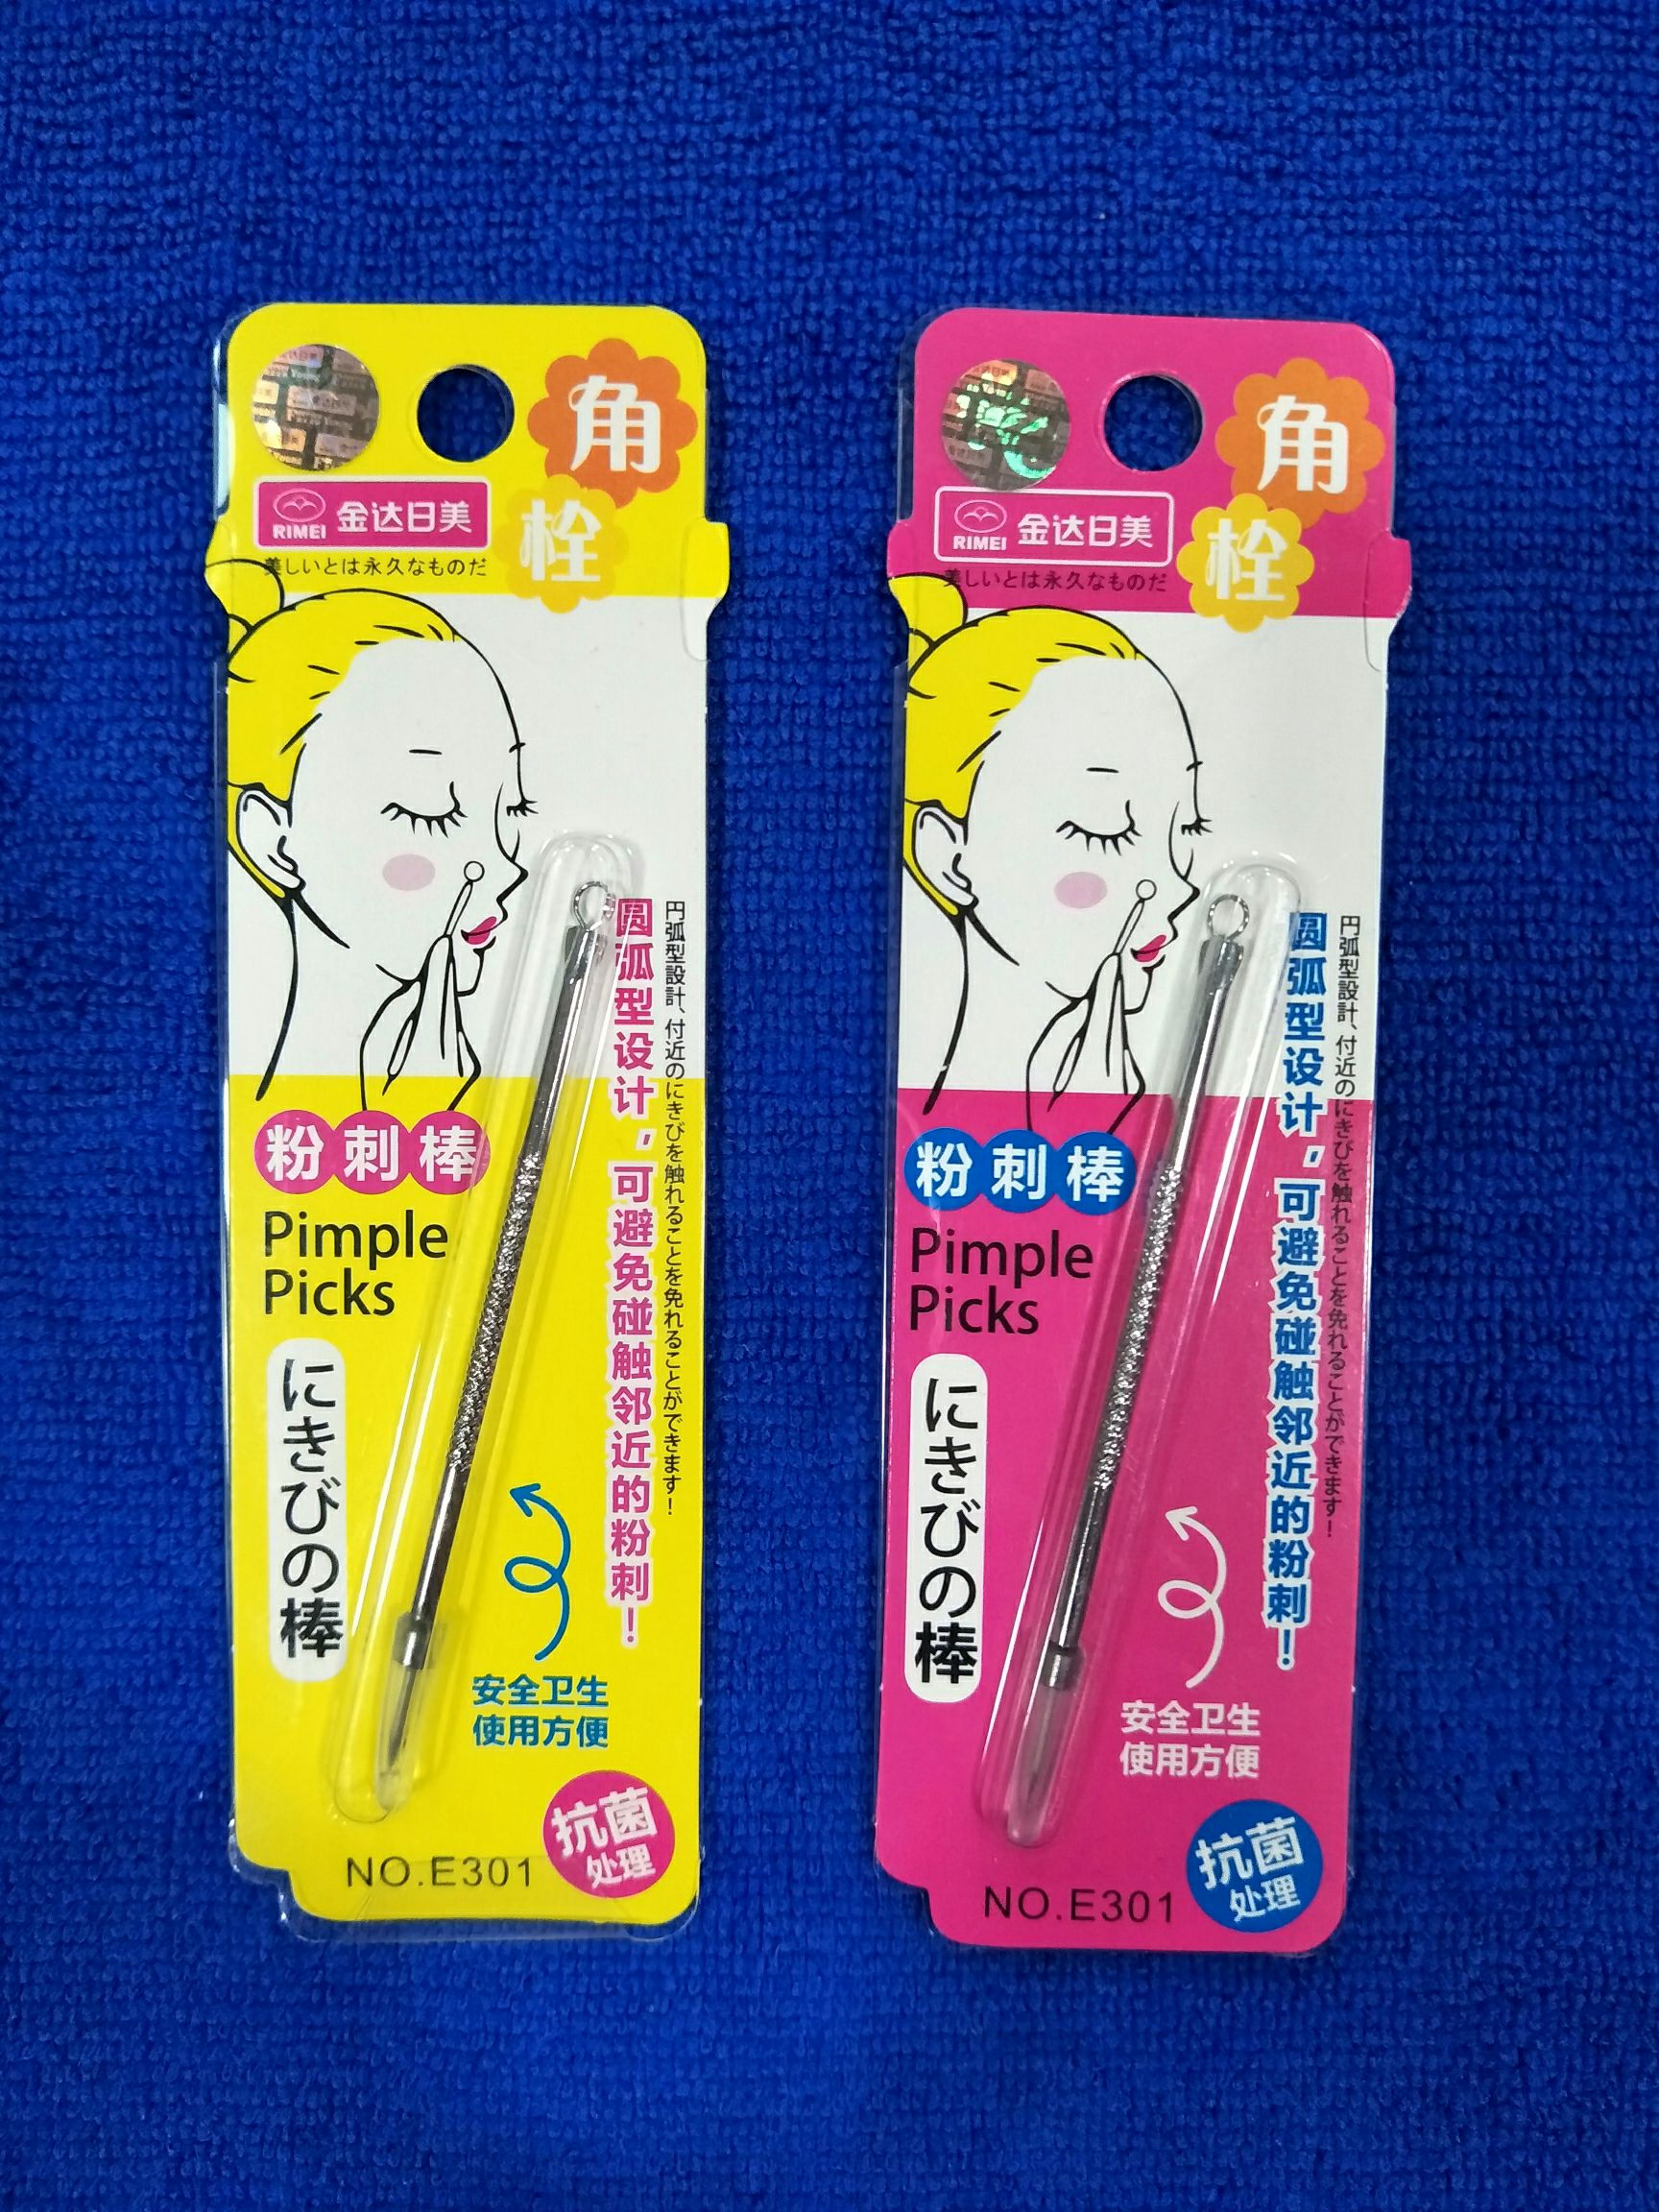 角
栓
RIMEI 金达日美
美しいとは永久なものだ
円弧型設計、付近のにきびを触れることを免れることができます!
圆弧型设计，可避免碰触邻近的粉刺!
粉刺棒
Pimple
Picks
にきびの棒
安全卫生
使用方便
抗菌
处理
NO.E301
角
栓
RIMEI 金达日美
美しいとは永久なものだ
円弧型設計、付近のにきびを触れることを免れることができます!
圆弧型设计，可避免碰触邻近的粉刺!
粉刺棒
Pimple
Picks
にきびの棒
安全卫生
使用方便
抗菌
处理
NO.E301